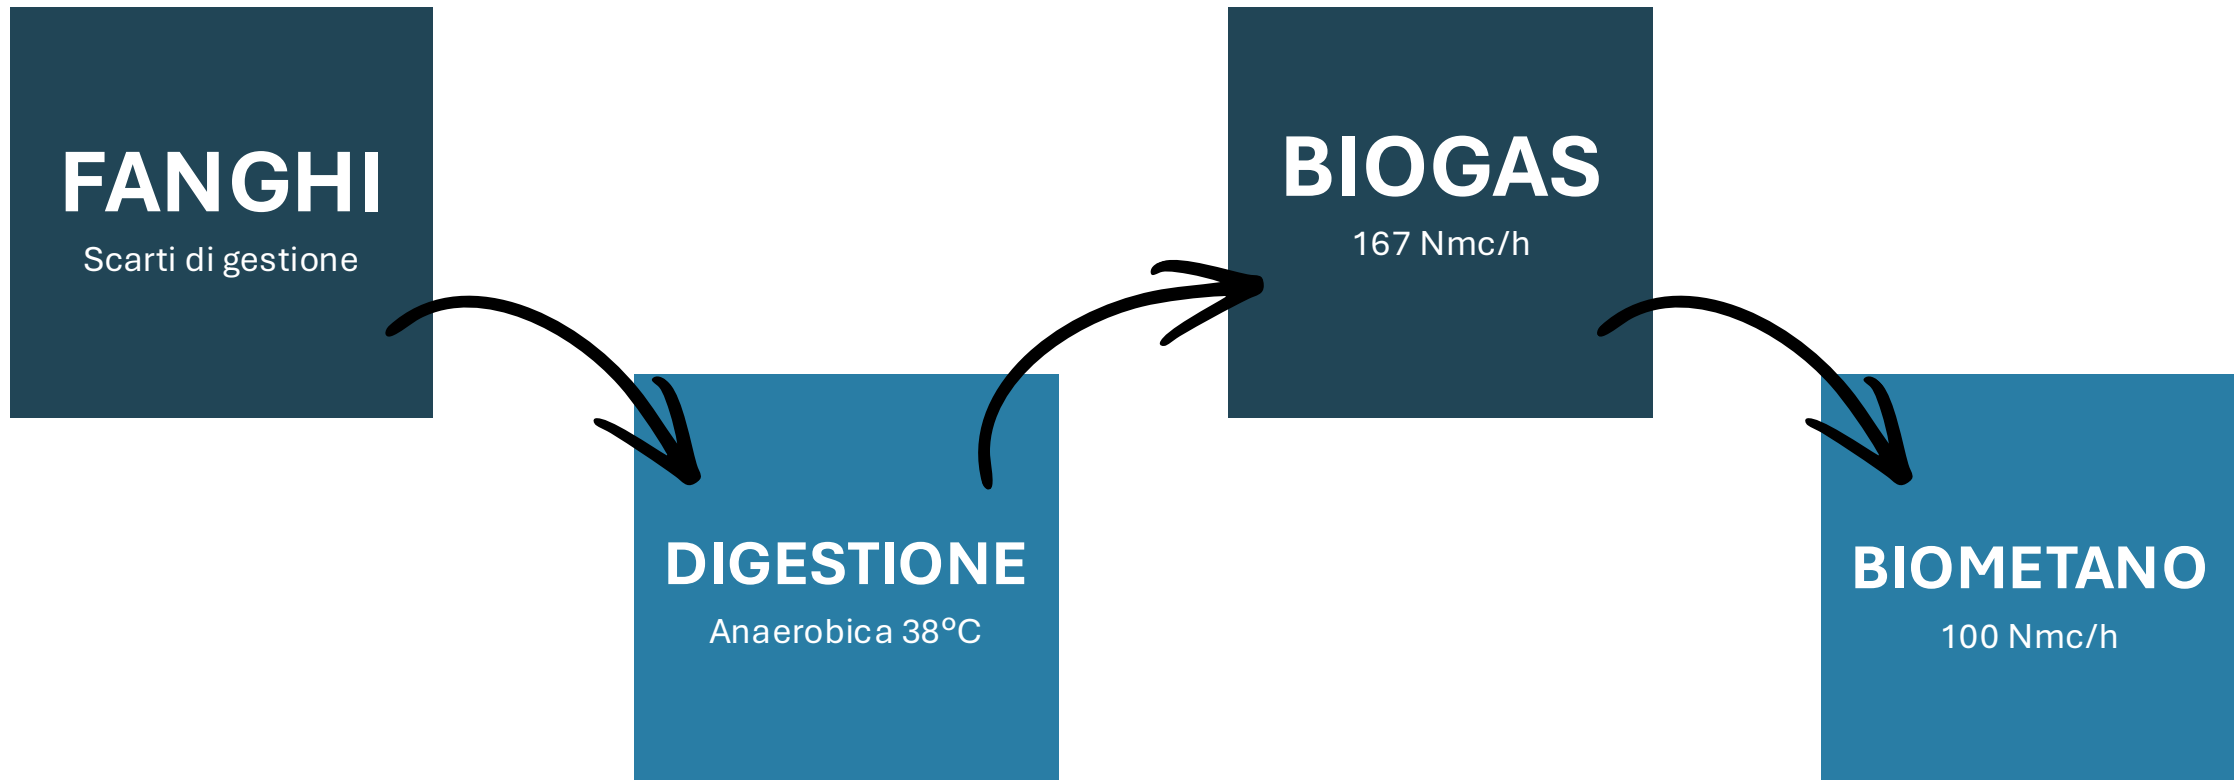 FANGHI
Scarti di gestione
DIGESTIONE
Anaerobica 38°C
BIOGAS
167 Nmc/h
BIOMETANO
100 Nmc/h